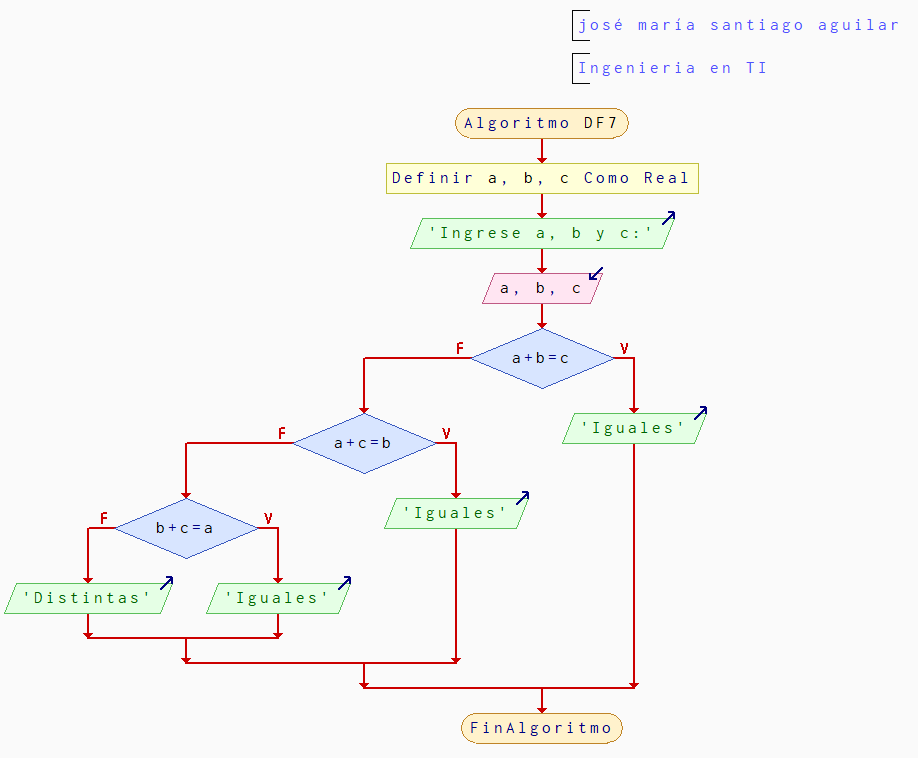 josé maría santiago aguilar
Ingenieria en TI
Algoritmo DF7
Definir a, b, c Como Real
'Ingrese a, b y c:'
a, b, c
a+b=c
F
V
'Iguales'
a+c=b
F
V
'Iguales'
b+c=a
F
V
'Distintas'
'Iguales'
FinAlgoritmo